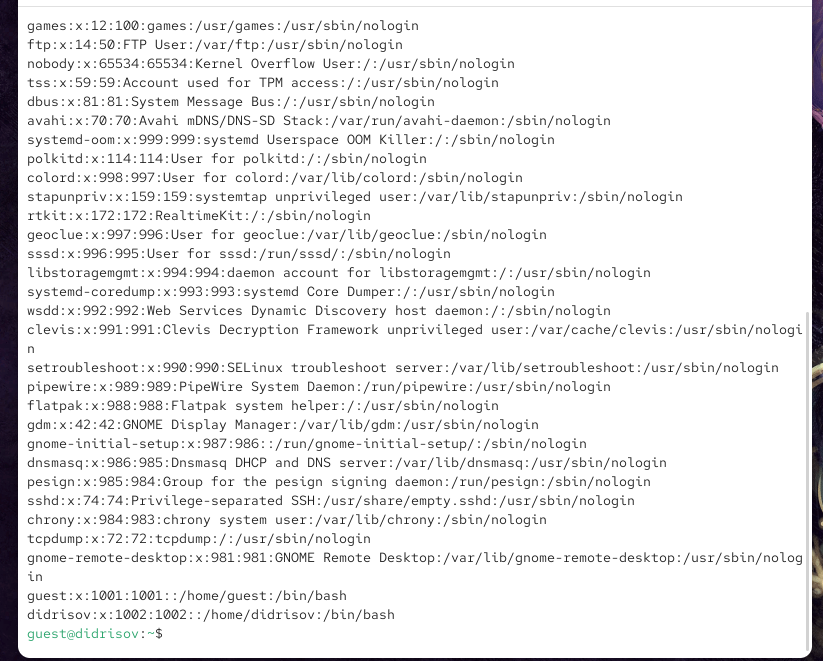 games:x:12:100:games:/usr/games:/usr/sbin/nologin
ftp:x:14:50:FTP User:/var/ftp:/usr/sbin/nologin
nobody:x:65534:65534:Kernel Overflow User:/:/usr/sbin/nologin
tss:x:59:59:Account used for TPM access:/:/usr/sbin/nologin
dbus:x:81:81:System Message Bus:/:/usr/sbin/nologin
avahi:x:70:70:Avahi mDNS/DNS-SD Stack:/var/run/avahi-daemon:/sbin/nologin
systemd-oom:x:999:999:systemd Userspace OOM Killer:/:/sbin/nologin
polkitd:x:114:114:User for polkitd:/:/sbin/nologin
colord:x:998:997:User for colord:/var/lib/colord:/sbin/nologin
stapunpriv:x:159:159:systemtap unprivileged user:/var/lib/stapunpriv:/sbin/nologin
rtkit:x:172:172:RealtimeKit:/:/sbin/nologin
geoclue:x:997:996:User for geoclue:/var/lib/geoclue:/sbin/nologin
sssd:x:996:995:User for sssd:/run/sssd/:/sbin/nologin
libstoragemgmt:x:994:994:daemon account for libstoragemgmt:/:/usr/sbin/nologin
systemd-coredump:x:993:993:systemd Core Dumper:/:/usr/sbin/nologin
wsdd:x:992:992:Web Services Dynamic Discovery host daemon:/:/sbin/nologin
clevis:x:991:991:Clevis Decryption Framework unprivileged user:/var/cache/clevis:/usr/sbin/nologi
n
setroubleshoot:x:990:990:SELinux troubleshoot server:/var/lib/setroubleshoot:/usr/sbin/nologin
pipewire:x:989:989:PipeWire System Daemon:/run/pipewire:/usr/sbin/nologin
flatpak:x:988:988:Flatpak system helper:/:/usr/sbin/nologin
gdm:x:42:42:GNOME Display Manager:/var/lib/gdm:/usr/sbin/nologin
gnome-initial-setup:x:987:986::/run/gnome-initial-setup/:/sbin/nologin
dnsmasq:x:986:985:Dnsmasq DHCP and DNS server:/var/lib/dnsmasq:/usr/sbin/nologin
pesign:x:985:984:Group for the pesign signing daemon:/run/pesign:/sbin/nologin
sshd:x:74:74:Privilege-separated SSH:/usr/share/empty.sshd:/usr/sbin/nologin
chrony:x:984:983:chrony system user:/var/lib/chrony:/sbin/nologin
tcpdump:x:72:72:tcpdump:/:/usr/sbin/nologin
gnome-remote-desktop:x:981:981:GNOME Remote Desktop:/var/lib/gnome-remote-desktop:/usr/sbin/nolog
in
guest:x:1001:1001::/home/guest:/bin/bash
didrisov:x:1002:1002::/home/didrisov:/bin/bash
guest@didrisov:~$